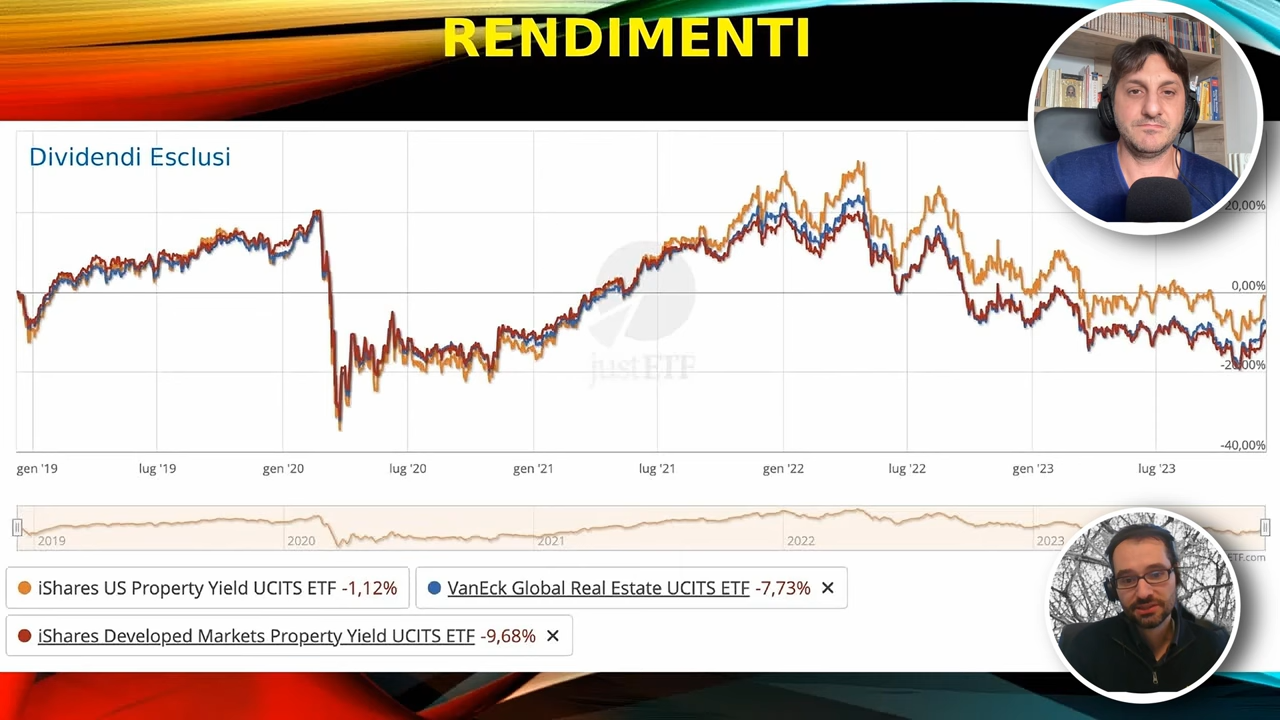 RENDIMENTI
Dividendi Esclusi
20,00%
0,00%
-20,00%
-40,00%
justETF
gen '19 lug '19 gen '20 lug '20 gen '21 lug '21 gen '22 lug '22 gen '23 lug '23
2019 2020 2021 2022 2023
ETF.com
iShares US Property Yield UCITS ETF -1,12% VanEck Global Real Estate UCITS ETF -7,73% ✕
iShares Developed Markets Property Yield UCITS ETF -9,68% ✕